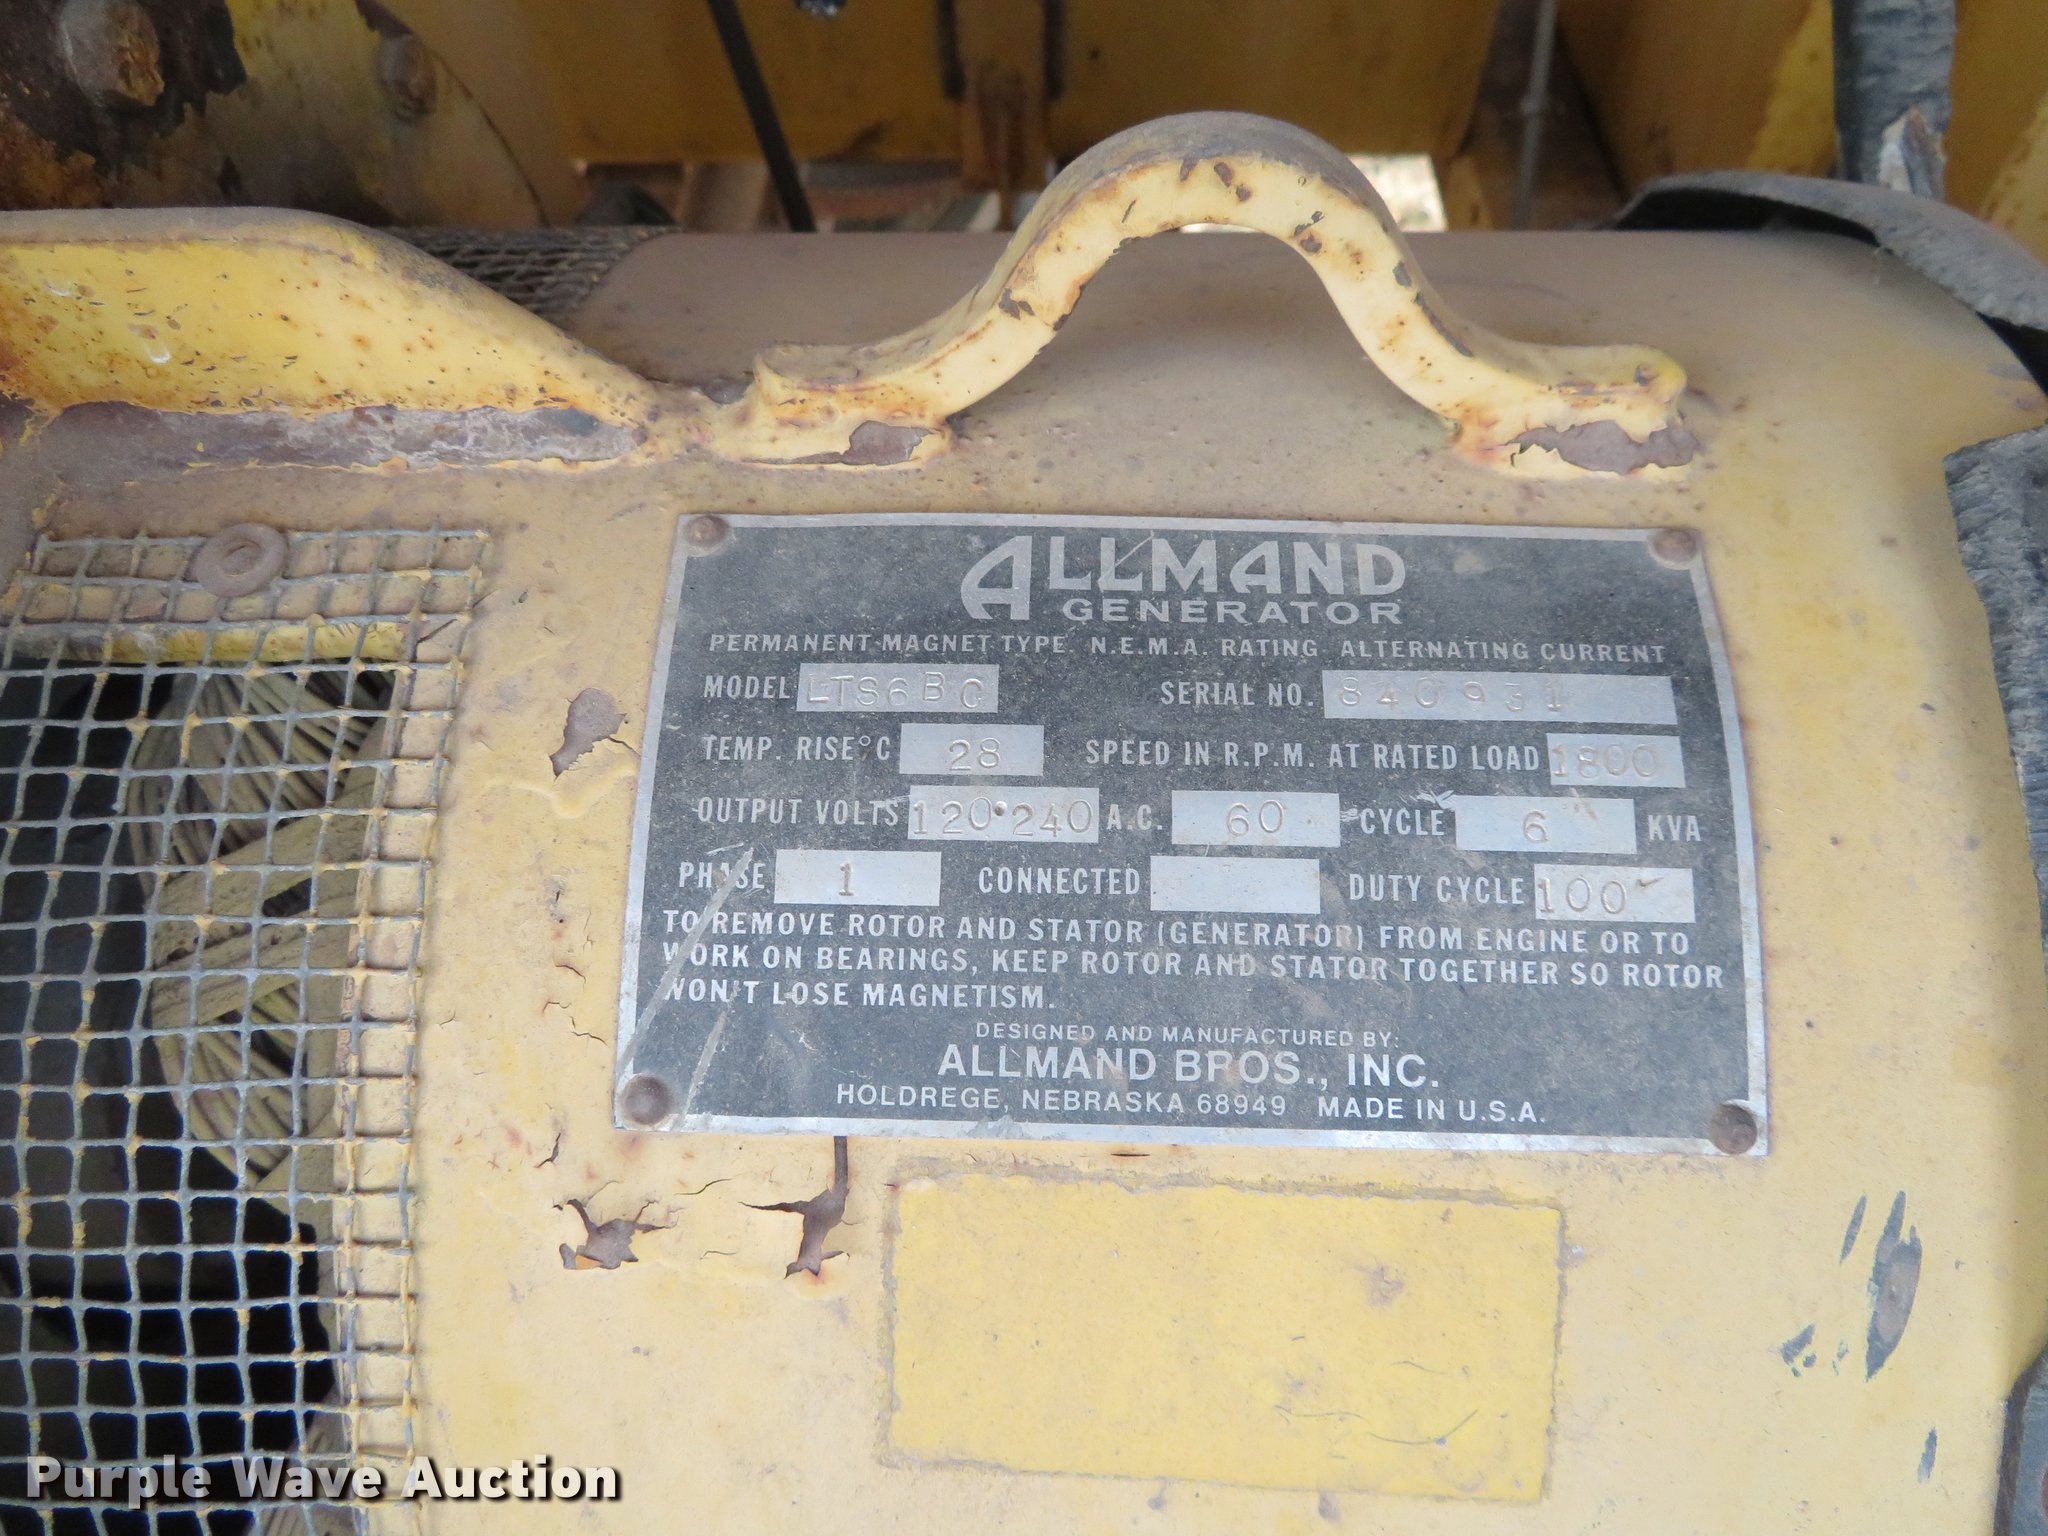 ALLMAND
GENERATOR
PERMANENT-MAGNET TYPE N.E.M.A. RATING ALTERNATING CURRENT
MODEL LTS6BC SERIAL NO. 840931
TEMP. RISE°C 28 SPEED IN R.P.M. AT RATED LOAD 1800
OUTPUT VOLTS 120·240 A.C. 60 CYCLE 6 KVA
PHASE 1 CONNECTED DUTY CYCLE 100
TO REMOVE ROTOR AND STATOR (GENERATOR) FROM ENGINE OR TO
WORK ON BEARINGS, KEEP ROTOR AND STATOR TOGETHER SO ROTOR
WON'T LOSE MAGNETISM.
DESIGNED AND MANUFACTURED BY:
ALLMAND BROS., INC.
HOLDREGE, NEBRASKA 68949 MADE IN U.S.A.
Purple Wave Auction